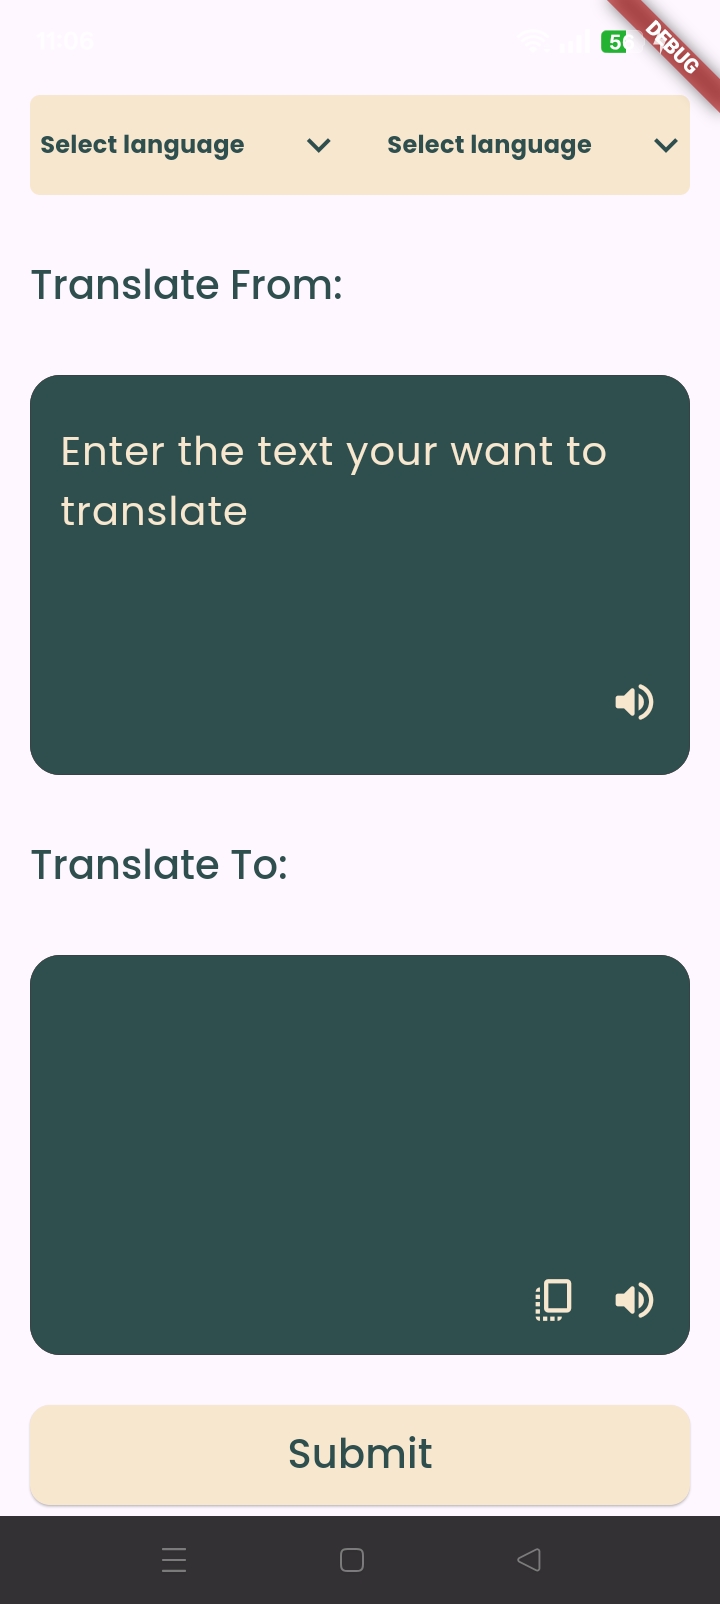 11:06
56
DEBUG
Select language Select language
Translate From:
Enter the text your want to
translate
Translate To:
Submit